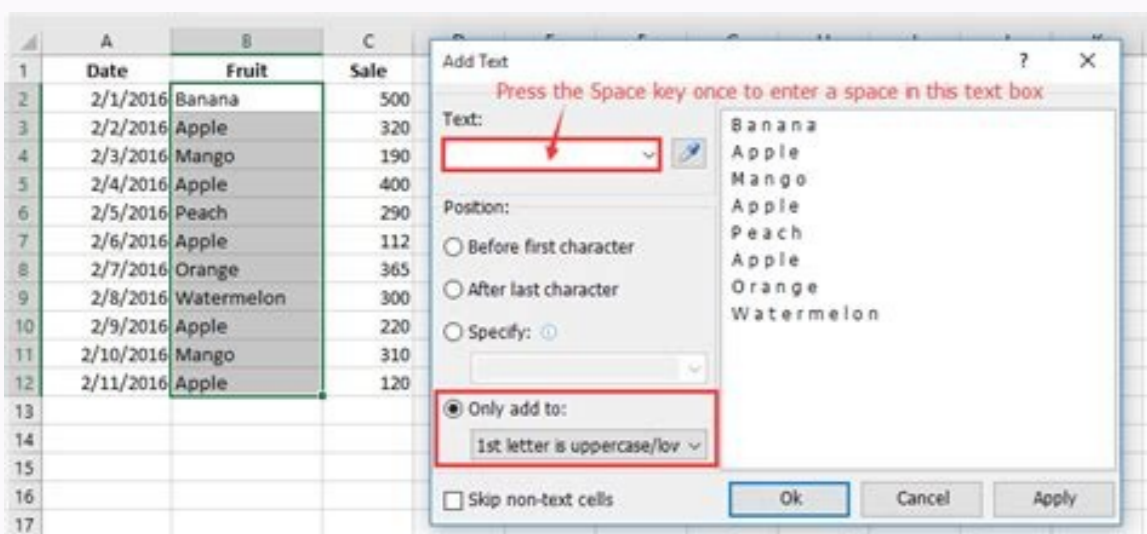 A B C
1 Date Fruit Sale
2 2/1/2016 Banana 500
3 2/2/2016 Apple 320
4 2/3/2016 Mango 190
5 2/4/2016 Apple 400
6 2/5/2016 Peach 290
7 2/6/2016 Apple 112
8 2/7/2016 Orange 365
9 2/8/2016 Watermelon 300
10 2/9/2016 Apple 220
11 2/10/2016 Mango 310
12 2/11/2016 Apple 120
13
14
15
16
17
Add Text ? ×
Press the Space key once to enter a space in this text box
Text:
Position:
Before first character
After last character
Specify:
Only add to:
1st letter is uppercase/lov
Skip non-text cells
B a n a n a
A p p l e
M a n g o
A p p l e
P e a c h
A p p l e
O r a n g e
W a t e r m e l o n
Ok Cancel Apply